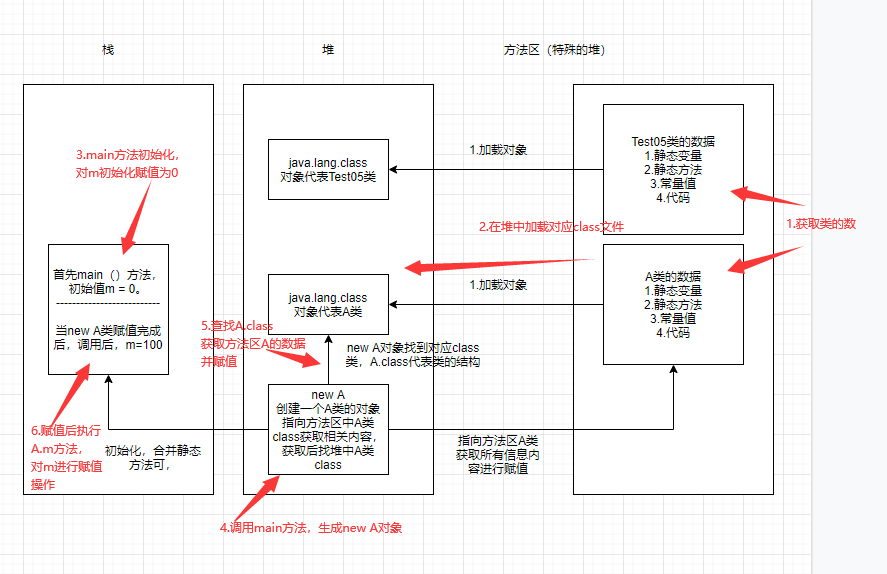 栈
堆
方法区（特殊的堆）
3.main方法初始化，
对m初始化赋值为0
java.lang.class
对象代表Test05类
1.加载对象
Test05类的数据
1.静态变量
2.静态方法
3.常量值
4.代码
1.获取类的数
2.在堆中加载对应class文件
首先main（）方法，
初始值m = 0。
--------------------------
当new A类赋值完成
后，调用后，m=100
java.lang.class
对象代表A类
1.加载对象
A类的数据
1.静态变量
2.静态方法
3.常量值
4.代码
5.查找A.class
获取方法区A的数据
并赋值
new A对象找到对应class
类，A.class代表类的结构
new A
创建一个A类的对象
指向方法区中A类
class获取相关内容，
获取后找堆中A类
class
6.赋值后执行
A.m方法，
对m进行赋值
操作
初始化，合并静态
方法可，
指向方法区A类
获取所有信息内
容进行赋值
4.调用main方法，生成new A对象